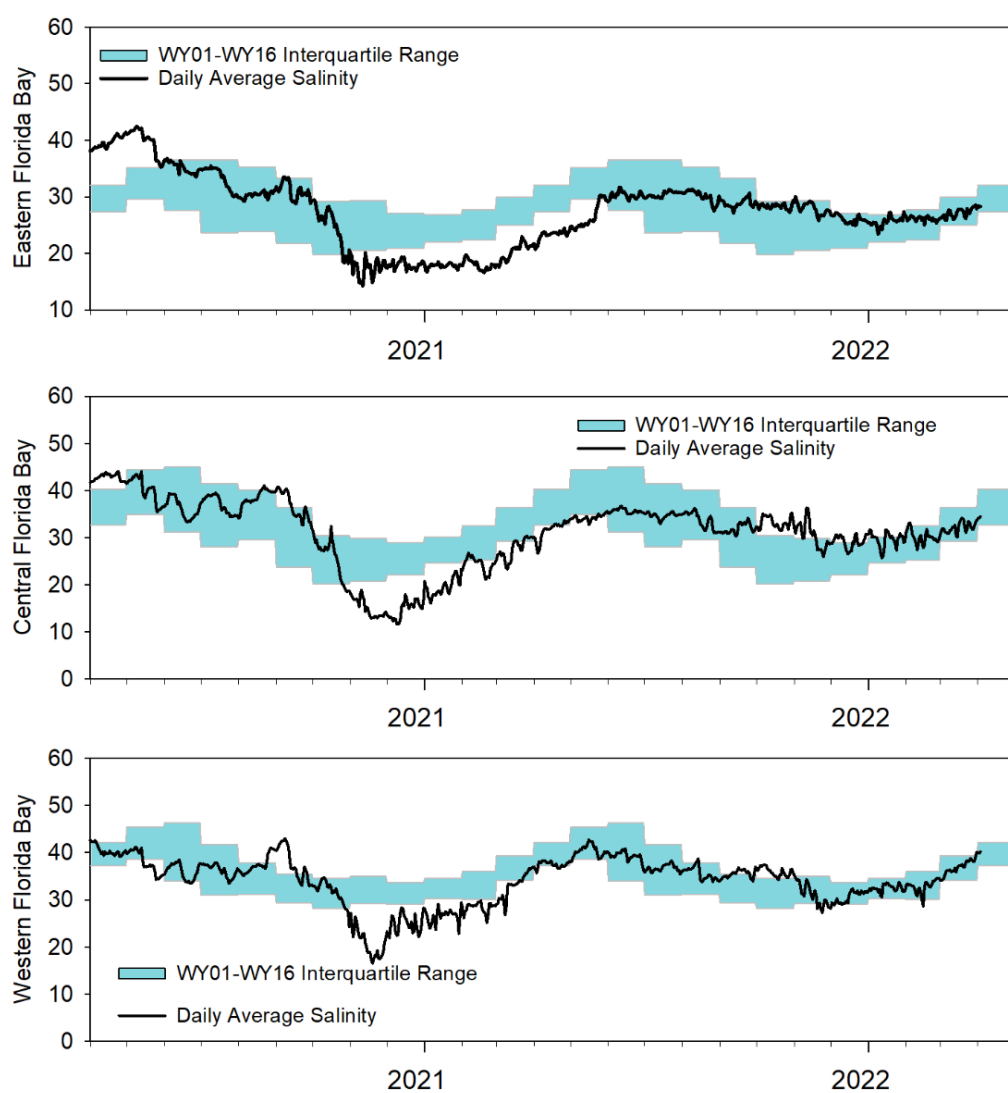 60
50
40
30
20
10
Eastern Florida Bay
WY01-WY16 Interquartile Range
Daily Average Salinity
2021
2022
60
50
40
30
20
10
0
Central Florida Bay
WY01-WY16 Interquartile Range
Daily Average Salinity
2021
2022
60
50
40
30
20
10
0
Western Florida Bay
WY01-WY16 Interquartile Range
Daily Average Salinity
2021
2022